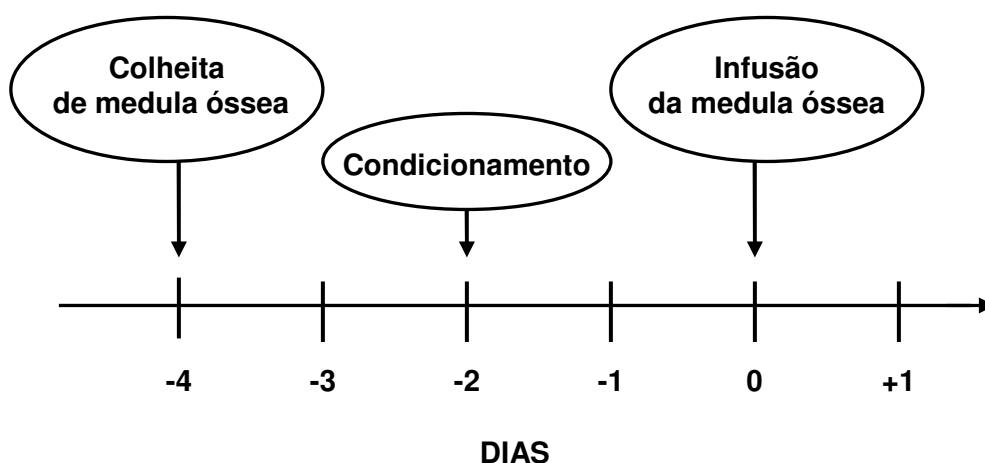 Colheita
de medula óssea
Infusão
da medula óssea
Condicionamento
-4
-3
-2
-1
0
+1
DIAS